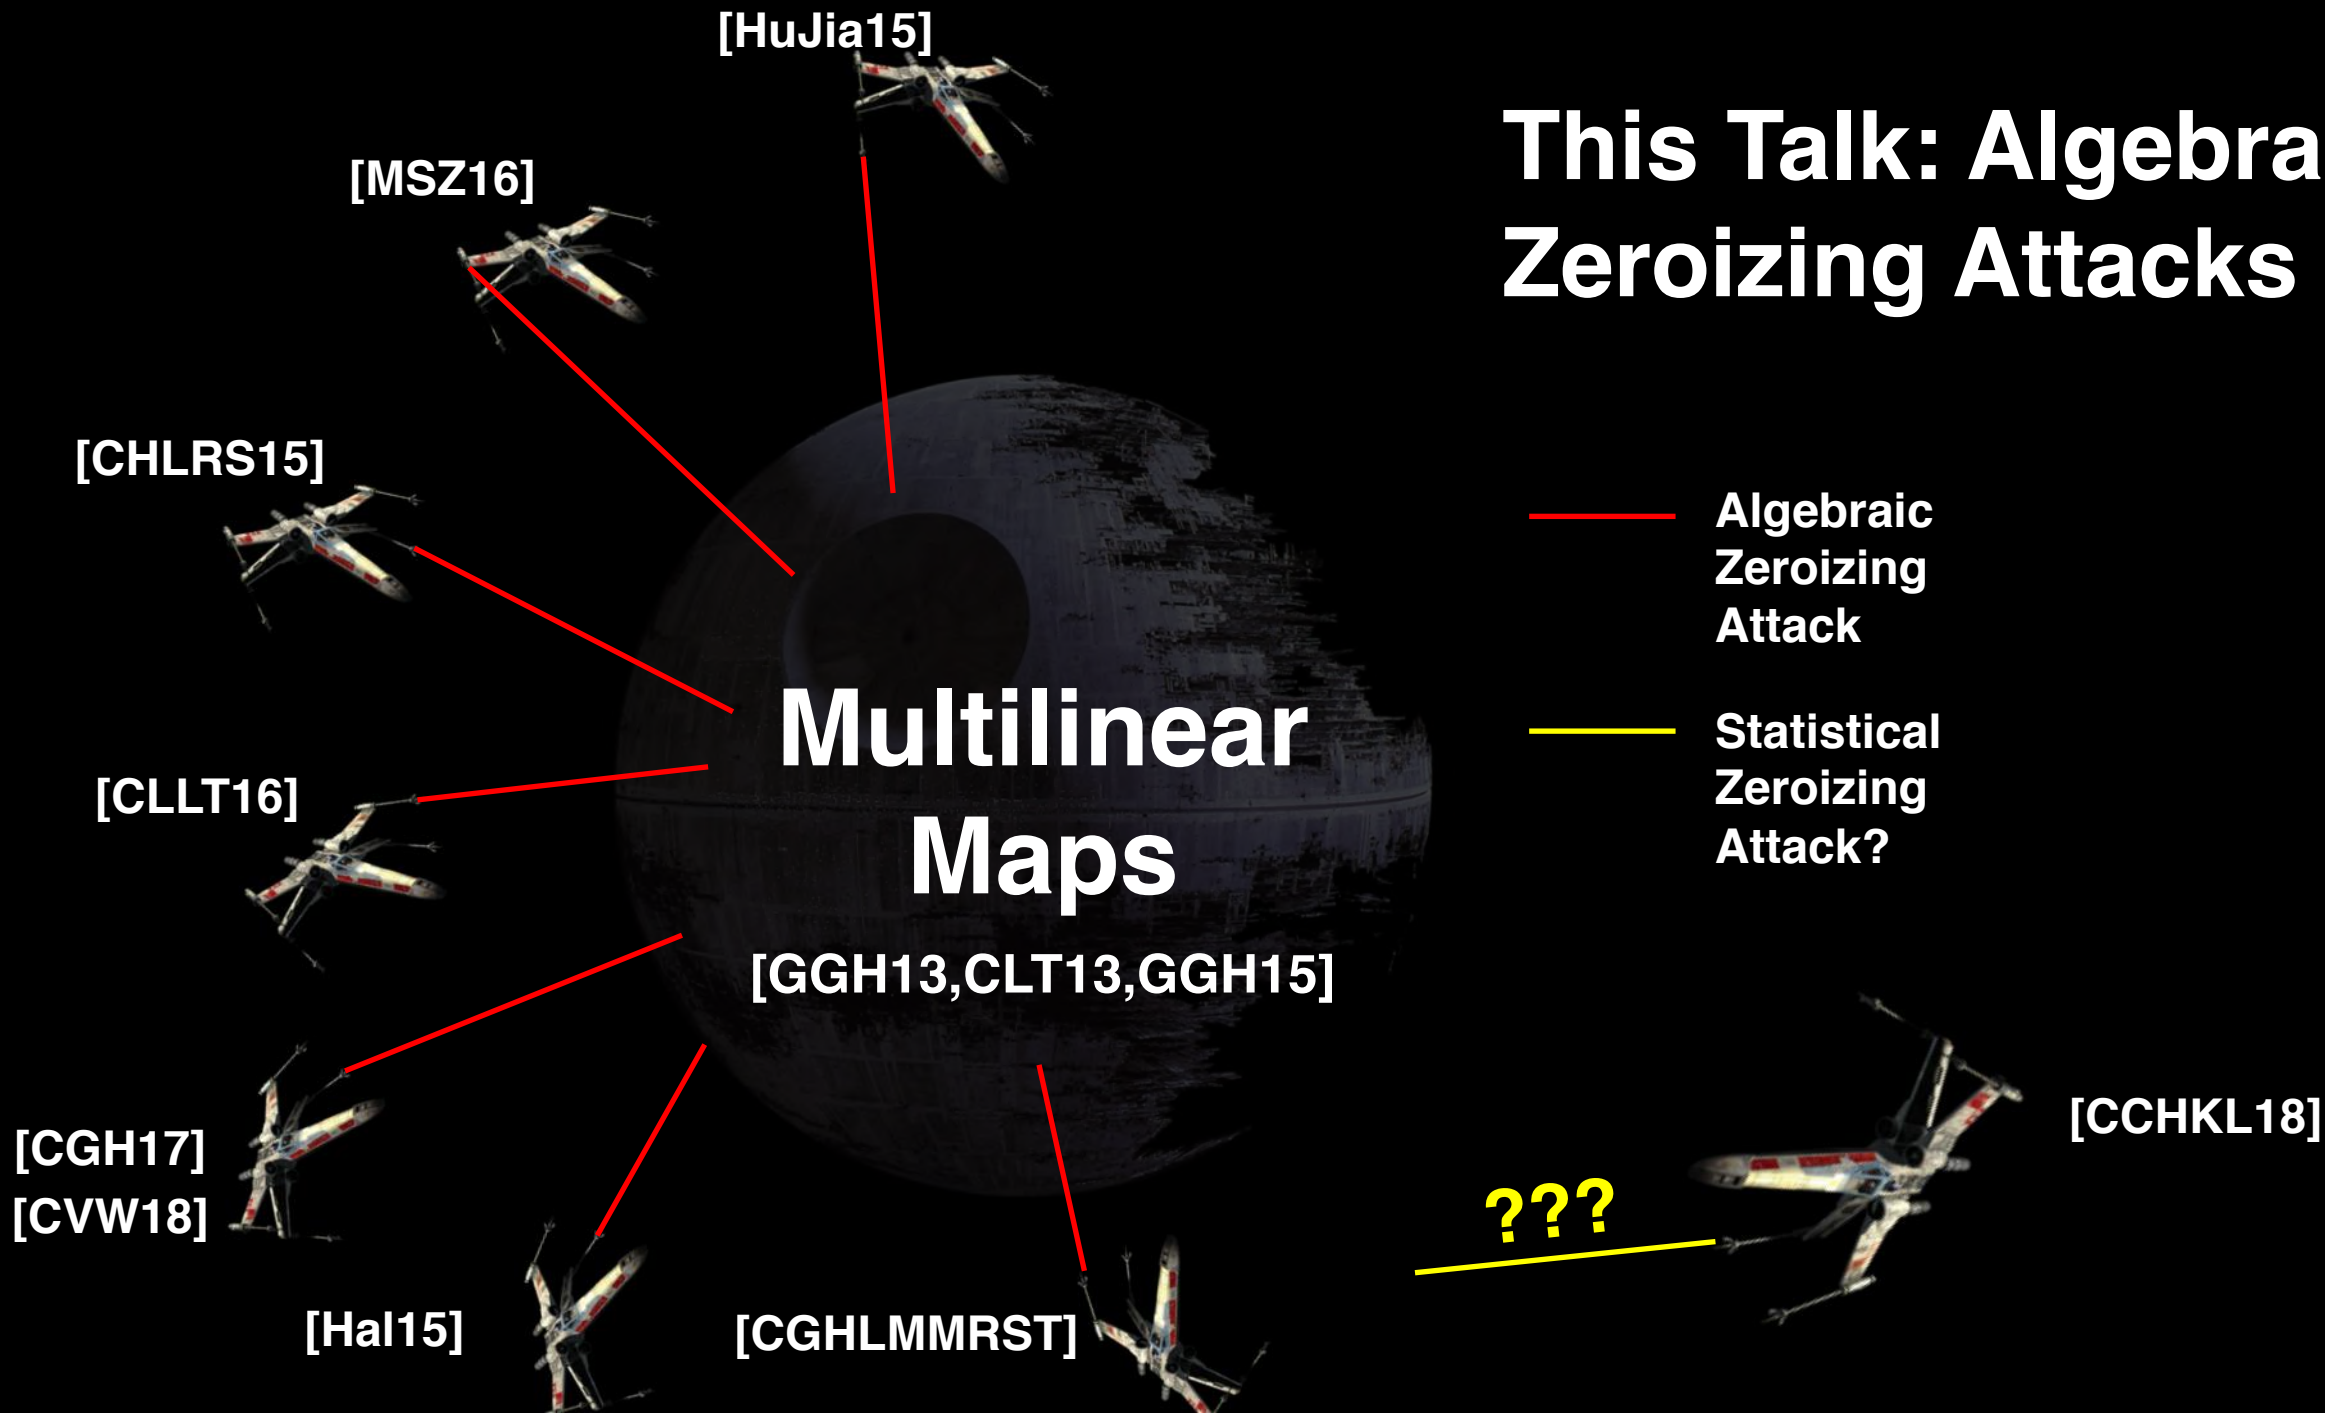 [HuJia15]
This Talk: Algebra
Zeroizing Attacks
[MSZ16]
[CHLRS15]
Algebraic
Zeroizing
Attack
Multilinear
Maps
[GGH13,CLT13,GGH15]
Statistical
Zeroizing
Attack?
[CLLT16]
[CGH17]
[CVW18]
[CCHKL18]
???
[Hal15]
[CGHLMMRST]